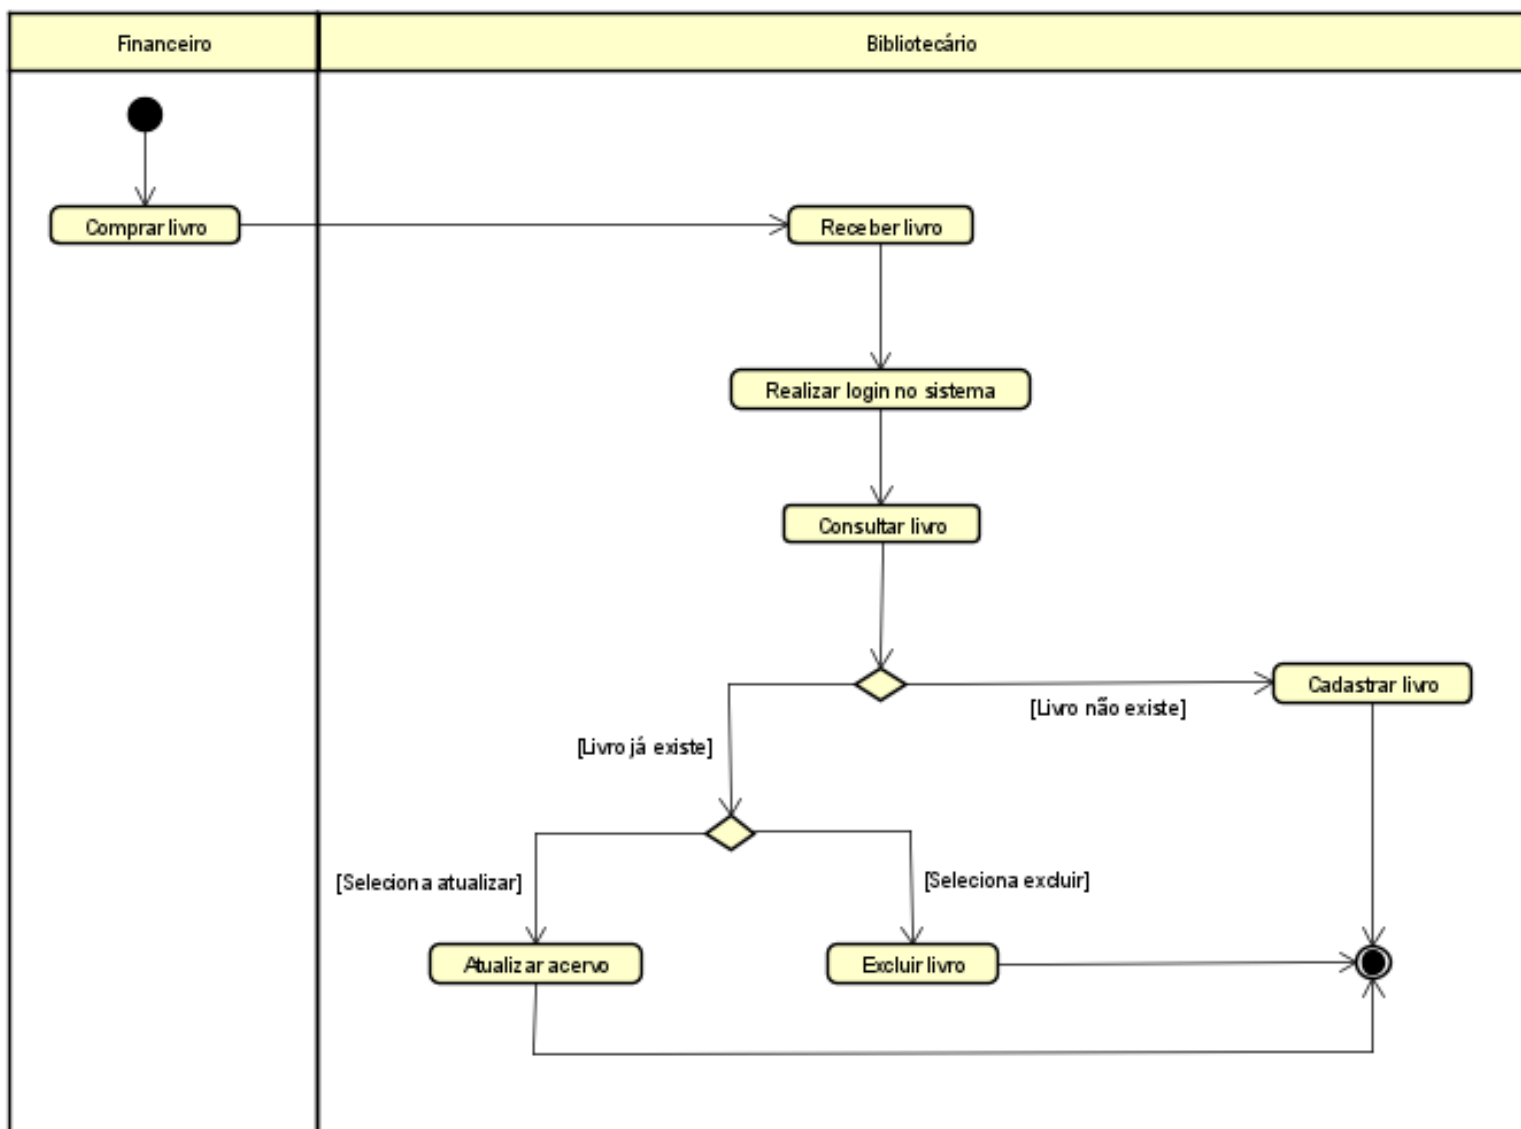 Financeiro
Bibliotecário
Comprar livro
Receber livro
Realizar login no sistema
Consultar livro
Cadastrar livro
[Livro não existe]
[Livro já existe]
[Seleciona atualizar]
[Seleciona excluir]
Atualizar acervo
Excluir livro